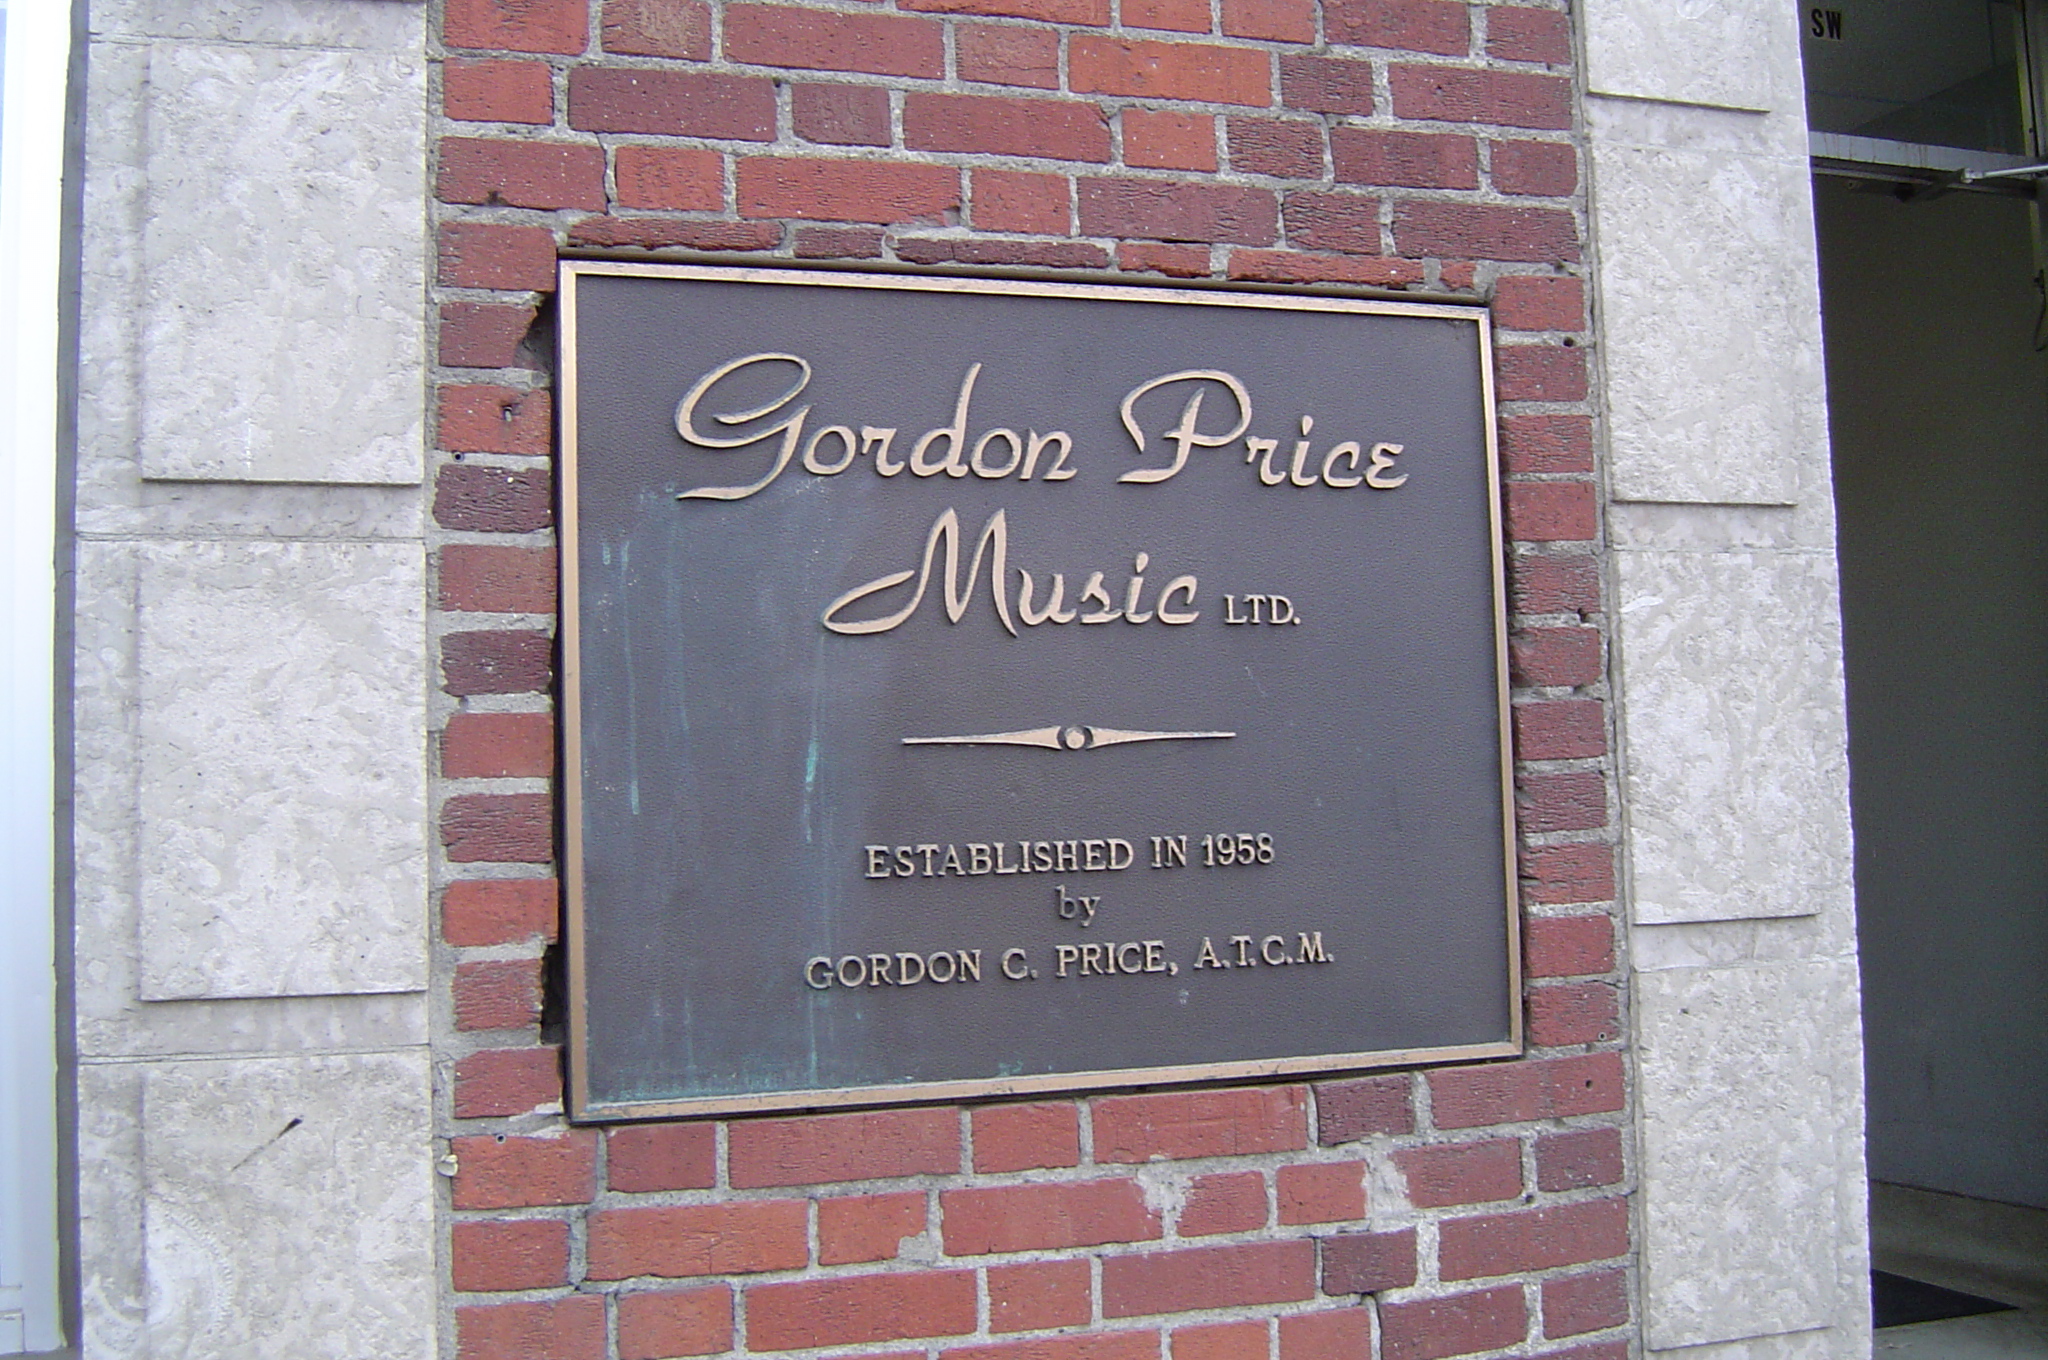 SW
Gordon Price
Music LTD.
ESTABLISHED IN 1958
by
GORDON C. PRICE, A.T.C.M.